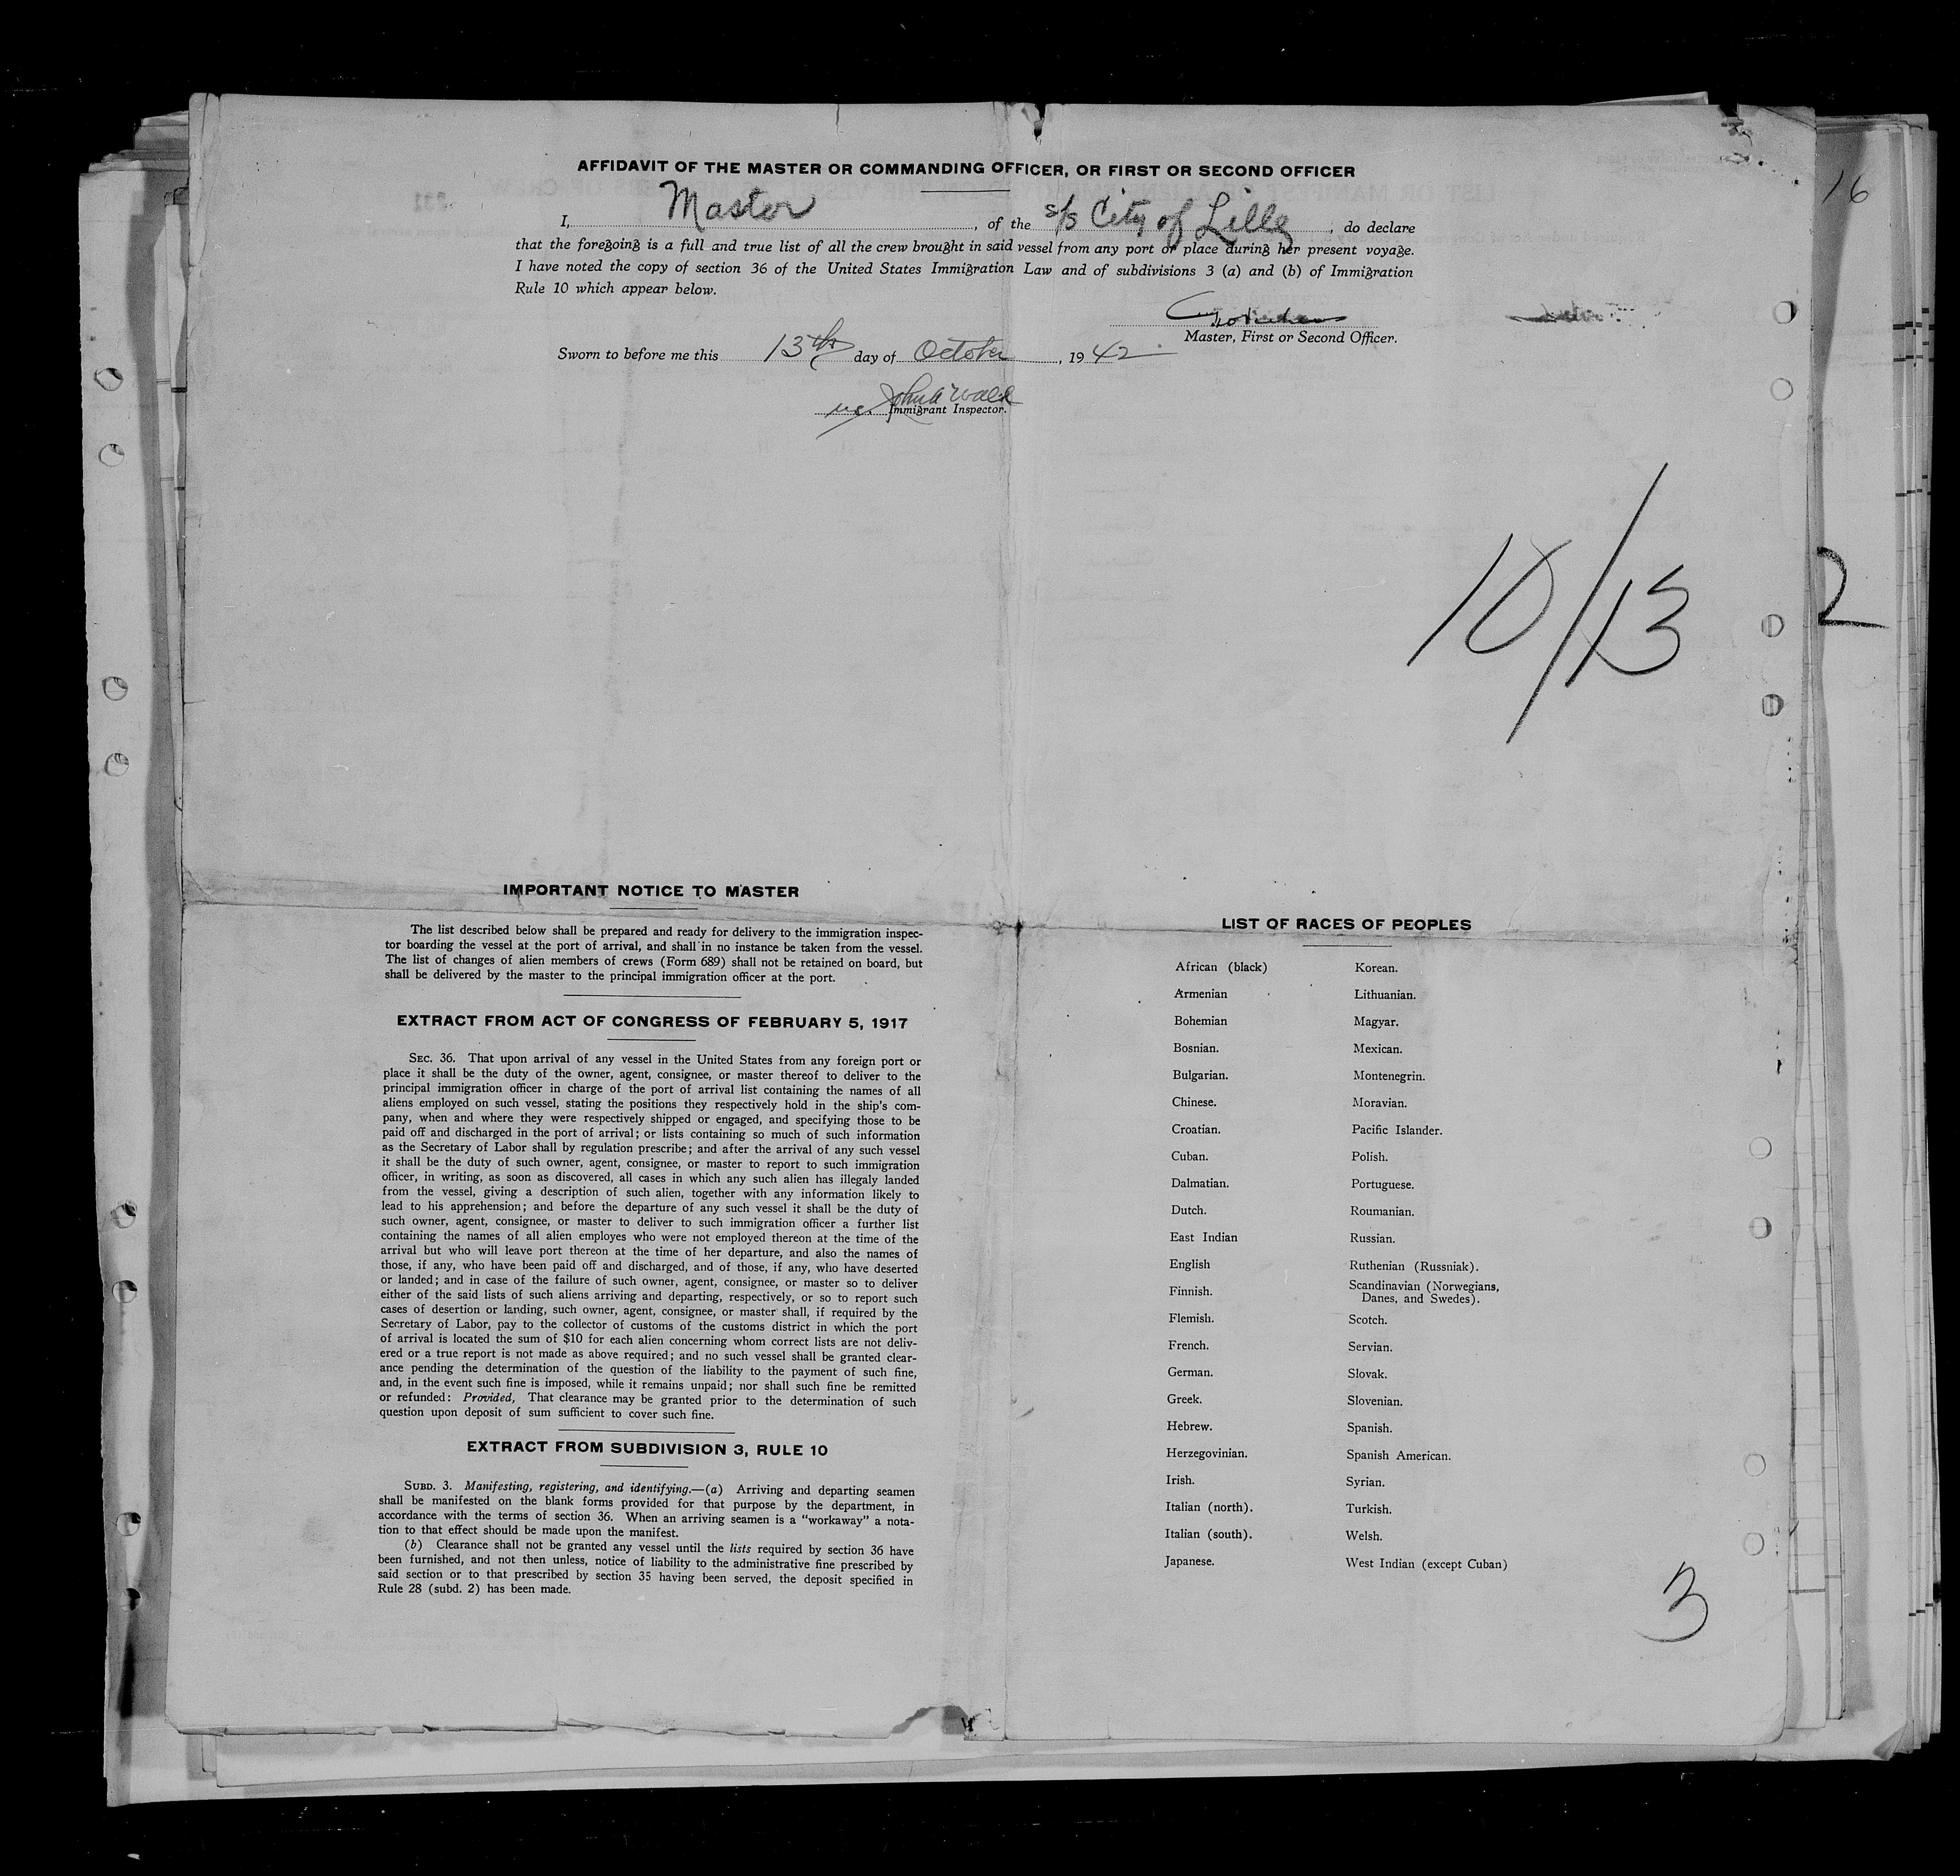 AFFIDAVIT OF THE MASTER OR COMMANDING OFFICER, OR FIRST OR SECOND OFFICER
I, Master, of the s/s City of Lille, do declare
that the foregoing is a full and true list of all the crew brought in said vessel from any port or place during her present voyage.
I have noted the copy of section 36 of the United States Immigration Law and of subdivisions 3 (a) and (b) of Immigration
Rule 10 which appear below.
Master, First or Second Officer.
Sworn to before me this 13th day of October, 1942
Immigrant Inspector.
16
10/13
2
IMPORTANT NOTICE TO MASTER
The list described below shall be prepared and ready for delivery to the immigration inspec-
tor boarding the vessel at the port of arrival, and shall in no instance be taken from the vessel.
The list of changes of alien members of crews (Form 689) shall not be retained on board, but
shall be delivered by the master to the principal immigration officer at the port.
EXTRACT FROM ACT OF CONGRESS OF FEBRUARY 5, 1917
SEC. 36. That upon arrival of any vessel in the United States from any foreign port or
place it shall be the duty of the owner, agent, consignee, or master thereof to deliver to the
principal immigration officer in charge of the port of arrival list containing the names of all
aliens employed on such vessel, stating the positions they respectively hold in the ship's com-
pany, when and where they were respectively shipped or engaged, and specifying those to be
paid off and discharged in the port of arrival; or lists containing so much of such information
as the Secretary of Labor shall by regulation prescribe; and after the arrival of any such vessel
it shall be the duty of such owner, agent, consignee, or master to report to such immigration
officer, in writing, as soon as discovered, all cases in which any such alien has illegaly landed
from the vessel, giving a description of such alien, together with any information likely to
lead to his apprehension; and before the departure of any such vessel it shall be the duty of
such owner, agent, consignee, or master to deliver to such immigration officer a further list
containing the names of all alien employes who were not employed thereon at the time of the
arrival but who will leave port thereon at the time of her departure, and also the names of
those, if any, who have been paid off and discharged, and of those, if any, who have deserted
or landed; and in case of the failure of such owner, agent, consignee, or master so to deliver
either of the said lists of such aliens arriving and departing, respectively, or so to report such
cases of desertion or landing, such owner, agent, consignee, or master shall, if required by the
Secretary of Labor, pay to the collector of customs of the customs district in which the port
of arrival is located the sum of $10 for each alien concerning whom correct lists are not deliv-
ered or a true report is not made as above required; and no such vessel shall be granted clear-
ance pending the determination of the question of the liability to the payment of such fine,
and, in the event such fine is imposed, while it remains unpaid; nor shall such fine be remitted
or refunded: Provided, That clearance may be granted prior to the determination of such
question upon deposit of sum sufficient to cover such fine.
EXTRACT FROM SUBDIVISION 3, RULE 10
SUBD. 3. Manifesting, registering, and identifying.—(a) Arriving and departing seamen
shall be manifested on the blank forms provided for that purpose by the department, in
accordance with the terms of section 36. When an arriving seamen is a "workaway" a nota-
tion to that effect should be made upon the manifest.
(b) Clearance shall not be granted any vessel until the lists required by section 36 have
been furnished, and not then unless, notice of liability to the administrative fine prescribed by
said section or to that prescribed by section 35 having been served, the deposit specified in
Rule 28 (subd. 2) has been made.
LIST OF RACES OF PEOPLES
African (black)
Armenian
Bohemian
Bosnian.
Bulgarian.
Chinese.
Croatian.
Cuban.
Dalmatian.
Dutch.
East Indian
English
Finnish.
Flemish.
French.
German.
Greek.
Hebrew.
Herzegovinian.
Irish.
Italian (north).
Italian (south).
Japanese.
Korean.
Lithuanian.
Magyar.
Mexican.
Montenegrin.
Moravian.
Pacific Islander.
Polish.
Portuguese.
Roumanian.
Russian.
Ruthenian (Russniak).
Scandinavian (Norwegians,
Danes, and Swedes).
Scotch.
Servian.
Slovak.
Slovenian.
Spanish.
Spanish American.
Syrian.
Turkish.
Welsh.
West Indian (except Cuban)
3